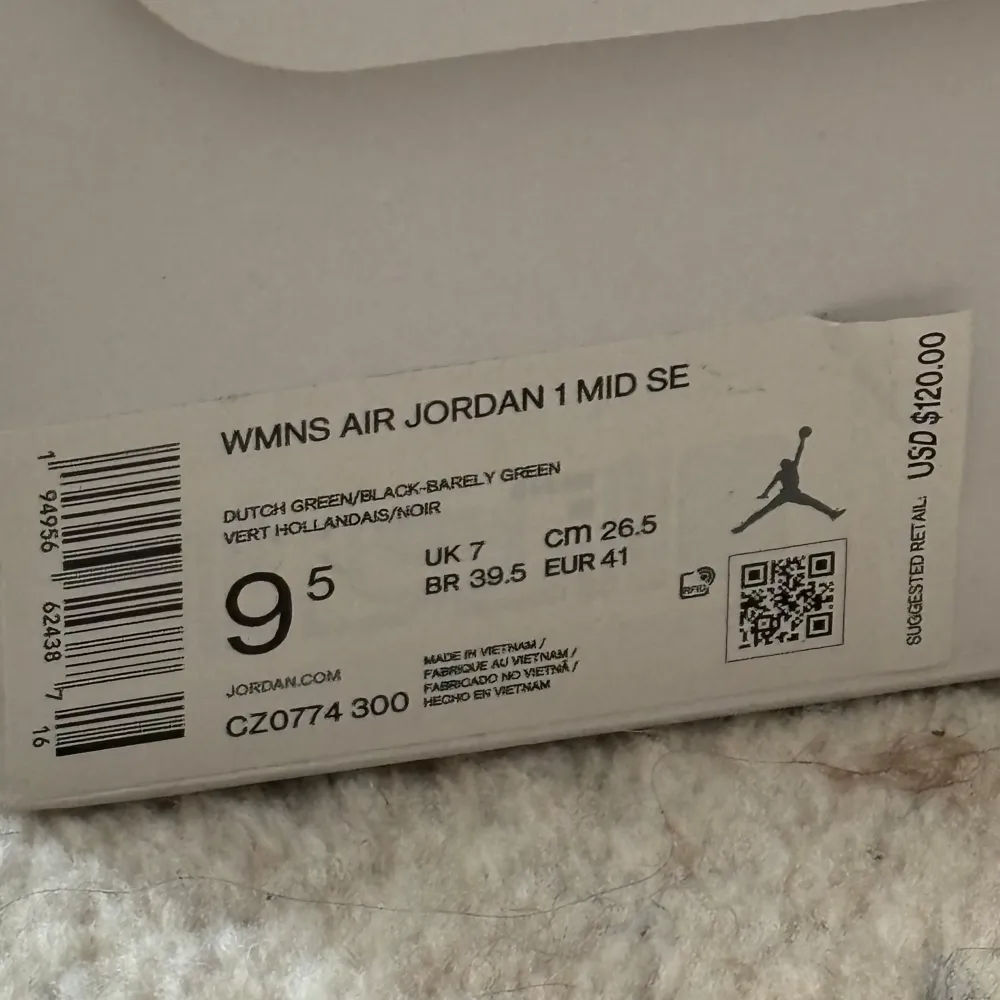 WMNS AIR JORDAN 1 MID SE
DUTCH GREEN/BLACK-BARELY GREEN
VERT HOLLANDAIS/NOIR
9 5
UK 7
BR 39.5
cm 26.5
EUR 41
JORDAN.COM
CZ0774 300
MADE IN VIETNAM /
FABRIQUE AU VIETNAM /
FABRICADO NO VIETNÃ /
HECHO EN VIETNAM
RFID
SUGGESTED RETAIL: USD $120.00
1 94956 62438 7 16